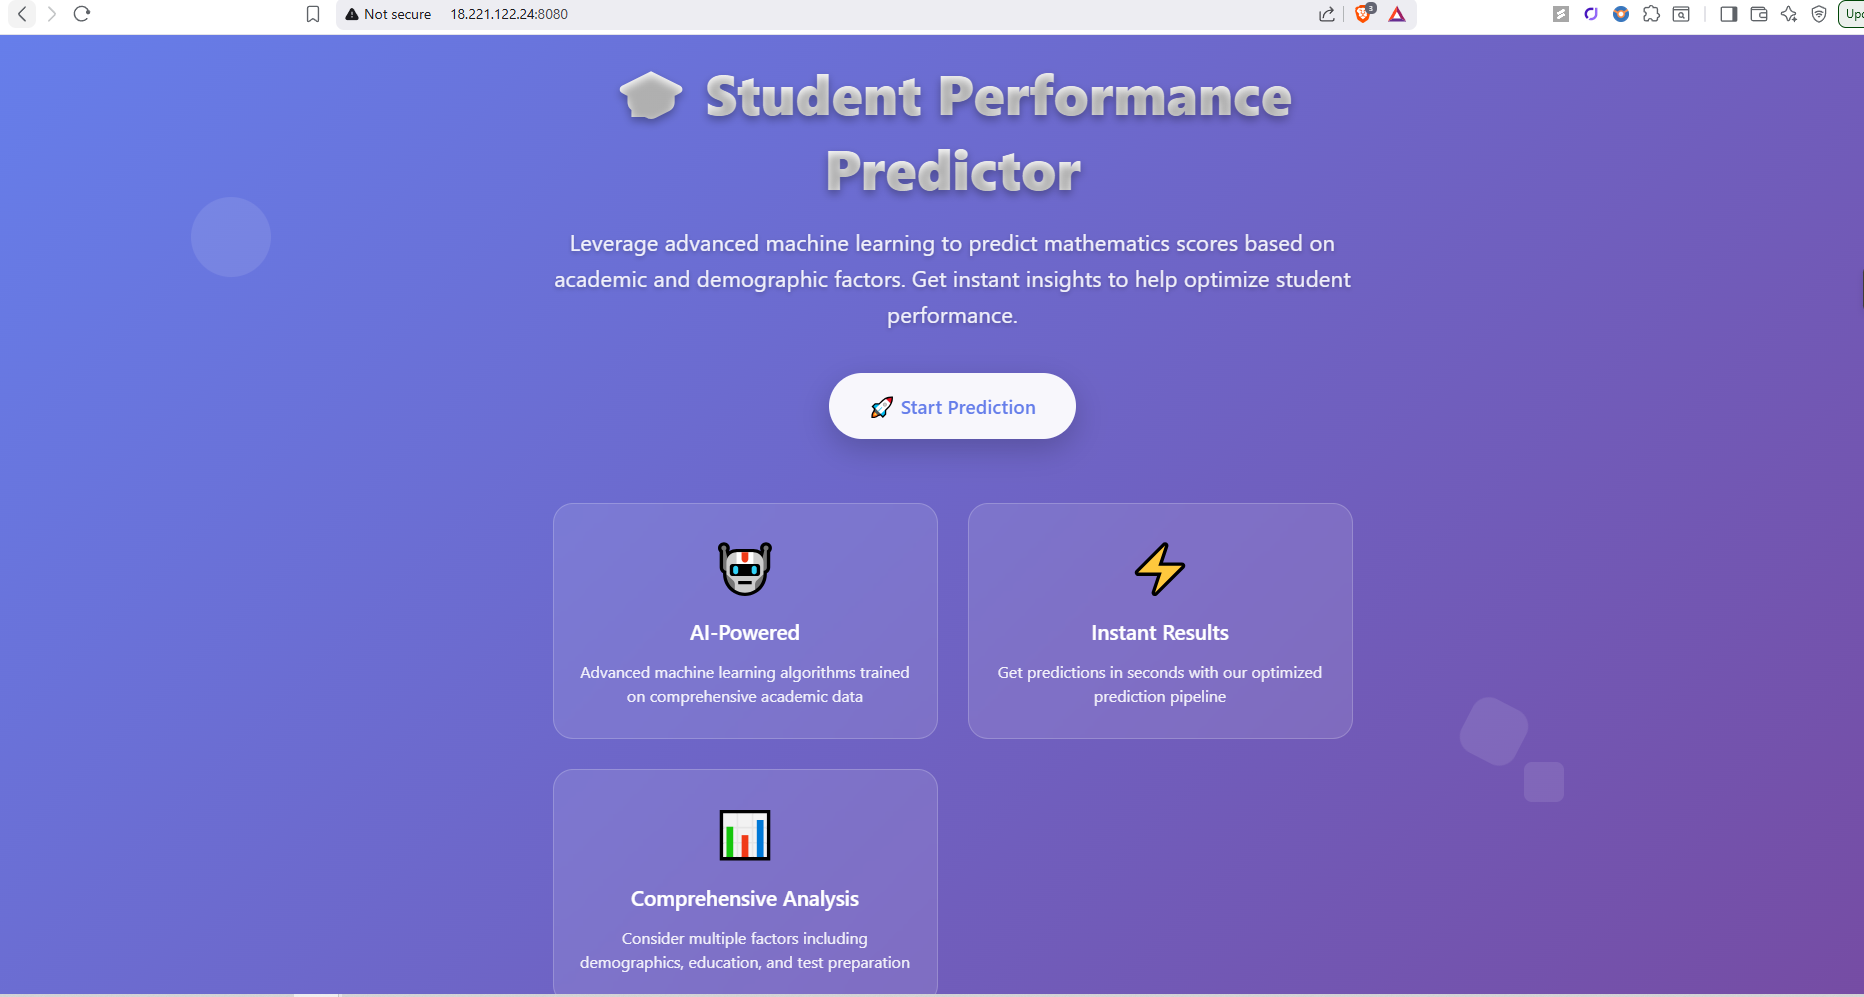 Not secure 18.221.122.24:8080
3
Student Performance
Predictor
Leverage advanced machine learning to predict mathematics scores based on
academic and demographic factors. Get instant insights to help optimize student
performance.
Start Prediction
AI-Powered
Advanced machine learning algorithms trained
on comprehensive academic data
Instant Results
Get predictions in seconds with our optimized
prediction pipeline
Comprehensive Analysis
Consider multiple factors including
demographics, education, and test preparation